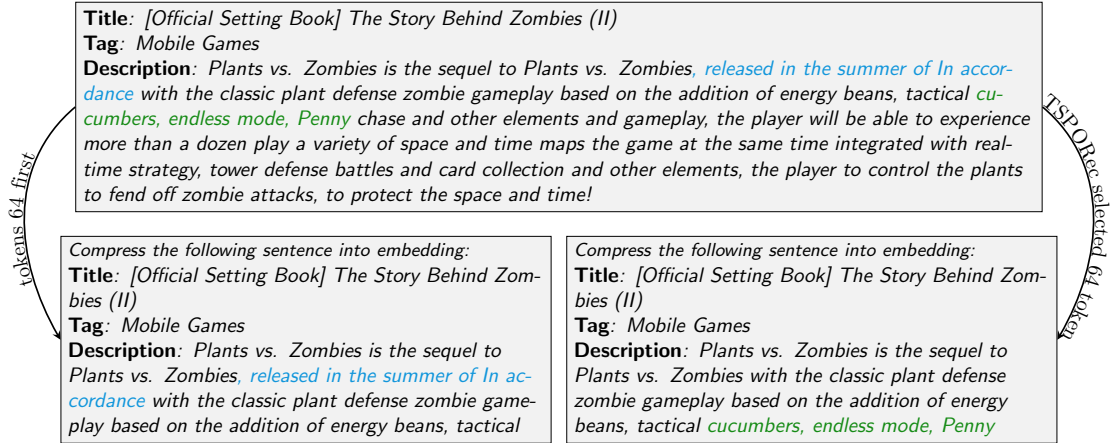 Title: [Official Setting Book] The Story Behind Zombies (II)
Tag: Mobile Games
Description: Plants vs. Zombies is the sequel to Plants vs. Zombies, released in the summer of In accor-
dance with the classic plant defense zombie gameplay based on the addition of energy beans, tactical cu-
cumbers, endless mode, Penny chase and other elements and gameplay, the player will be able to experience
more than a dozen play a variety of space and time maps the game at the same time integrated with real-
time strategy, tower defense battles and card collection and other elements, the player to control the plants
to fend off zombie attacks, to protect the space and time!
tokens 64 first
TSPORec selected 64 token
Compress the following sentence into embedding:
Title: [Official Setting Book] The Story Behind Zom-
bies (II)
Tag: Mobile Games
Description: Plants vs. Zombies is the sequel to
Plants vs. Zombies, released in the summer of In ac-
cordance with the classic plant defense zombie game-
play based on the addition of energy beans, tactical
Compress the following sentence into embedding:
Title: [Official Setting Book] The Story Behind Zom-
bies (II)
Tag: Mobile Games
Description: Plants vs. Zombies is the sequel to
Plants vs. Zombies with the classic plant defense
zombie gameplay based on the addition of energy
beans, tactical cucumbers, endless mode, Penny